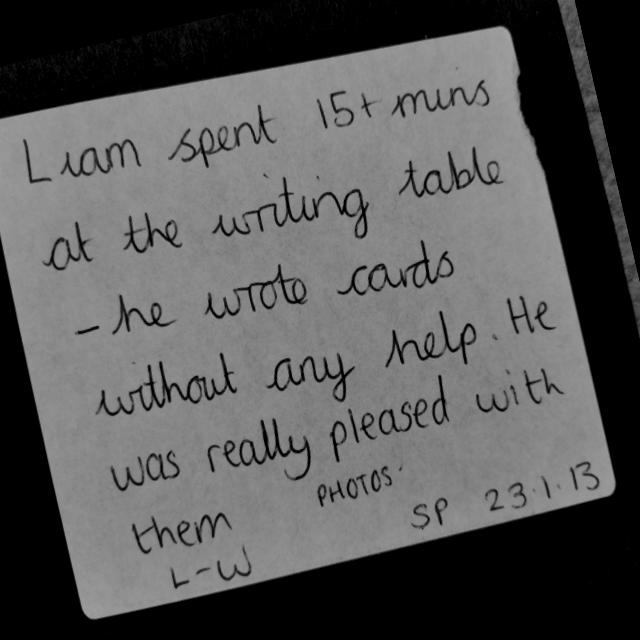 Liam spent 15+ mins
at the writing table
- he wrote cards
without any help. He
was really pleased with
them PHOTOS. SP 23.1.13
L-W